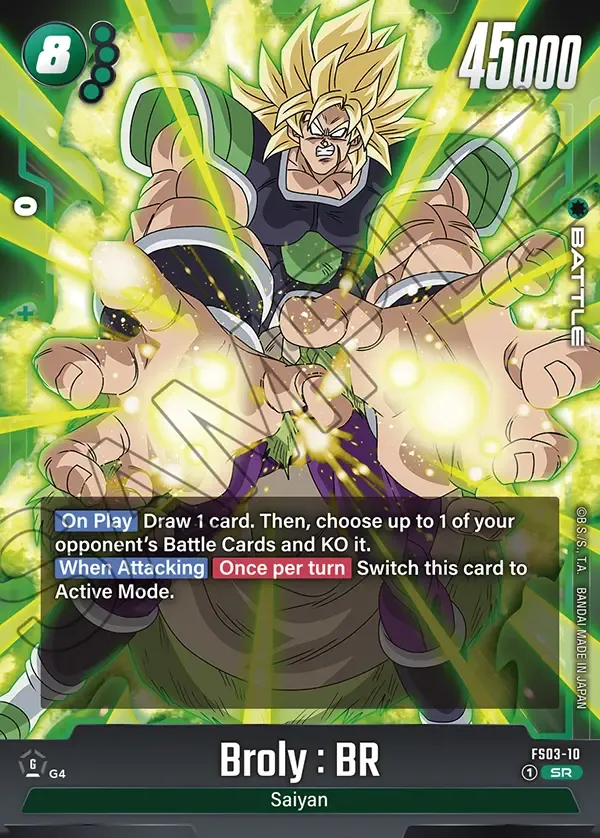 8
45000
0
+
BATTLE
SAMPLE
On Play Draw 1 card. Then, choose up to 1 of your
opponent's Battle Cards and KO it.
When Attacking Once per turn Switch this card to
Active Mode.
©B.S./S., T.A. BANDAI MADE IN JAPAN
Broly : BR
FS03-10
G G4
1 SR
Saiyan